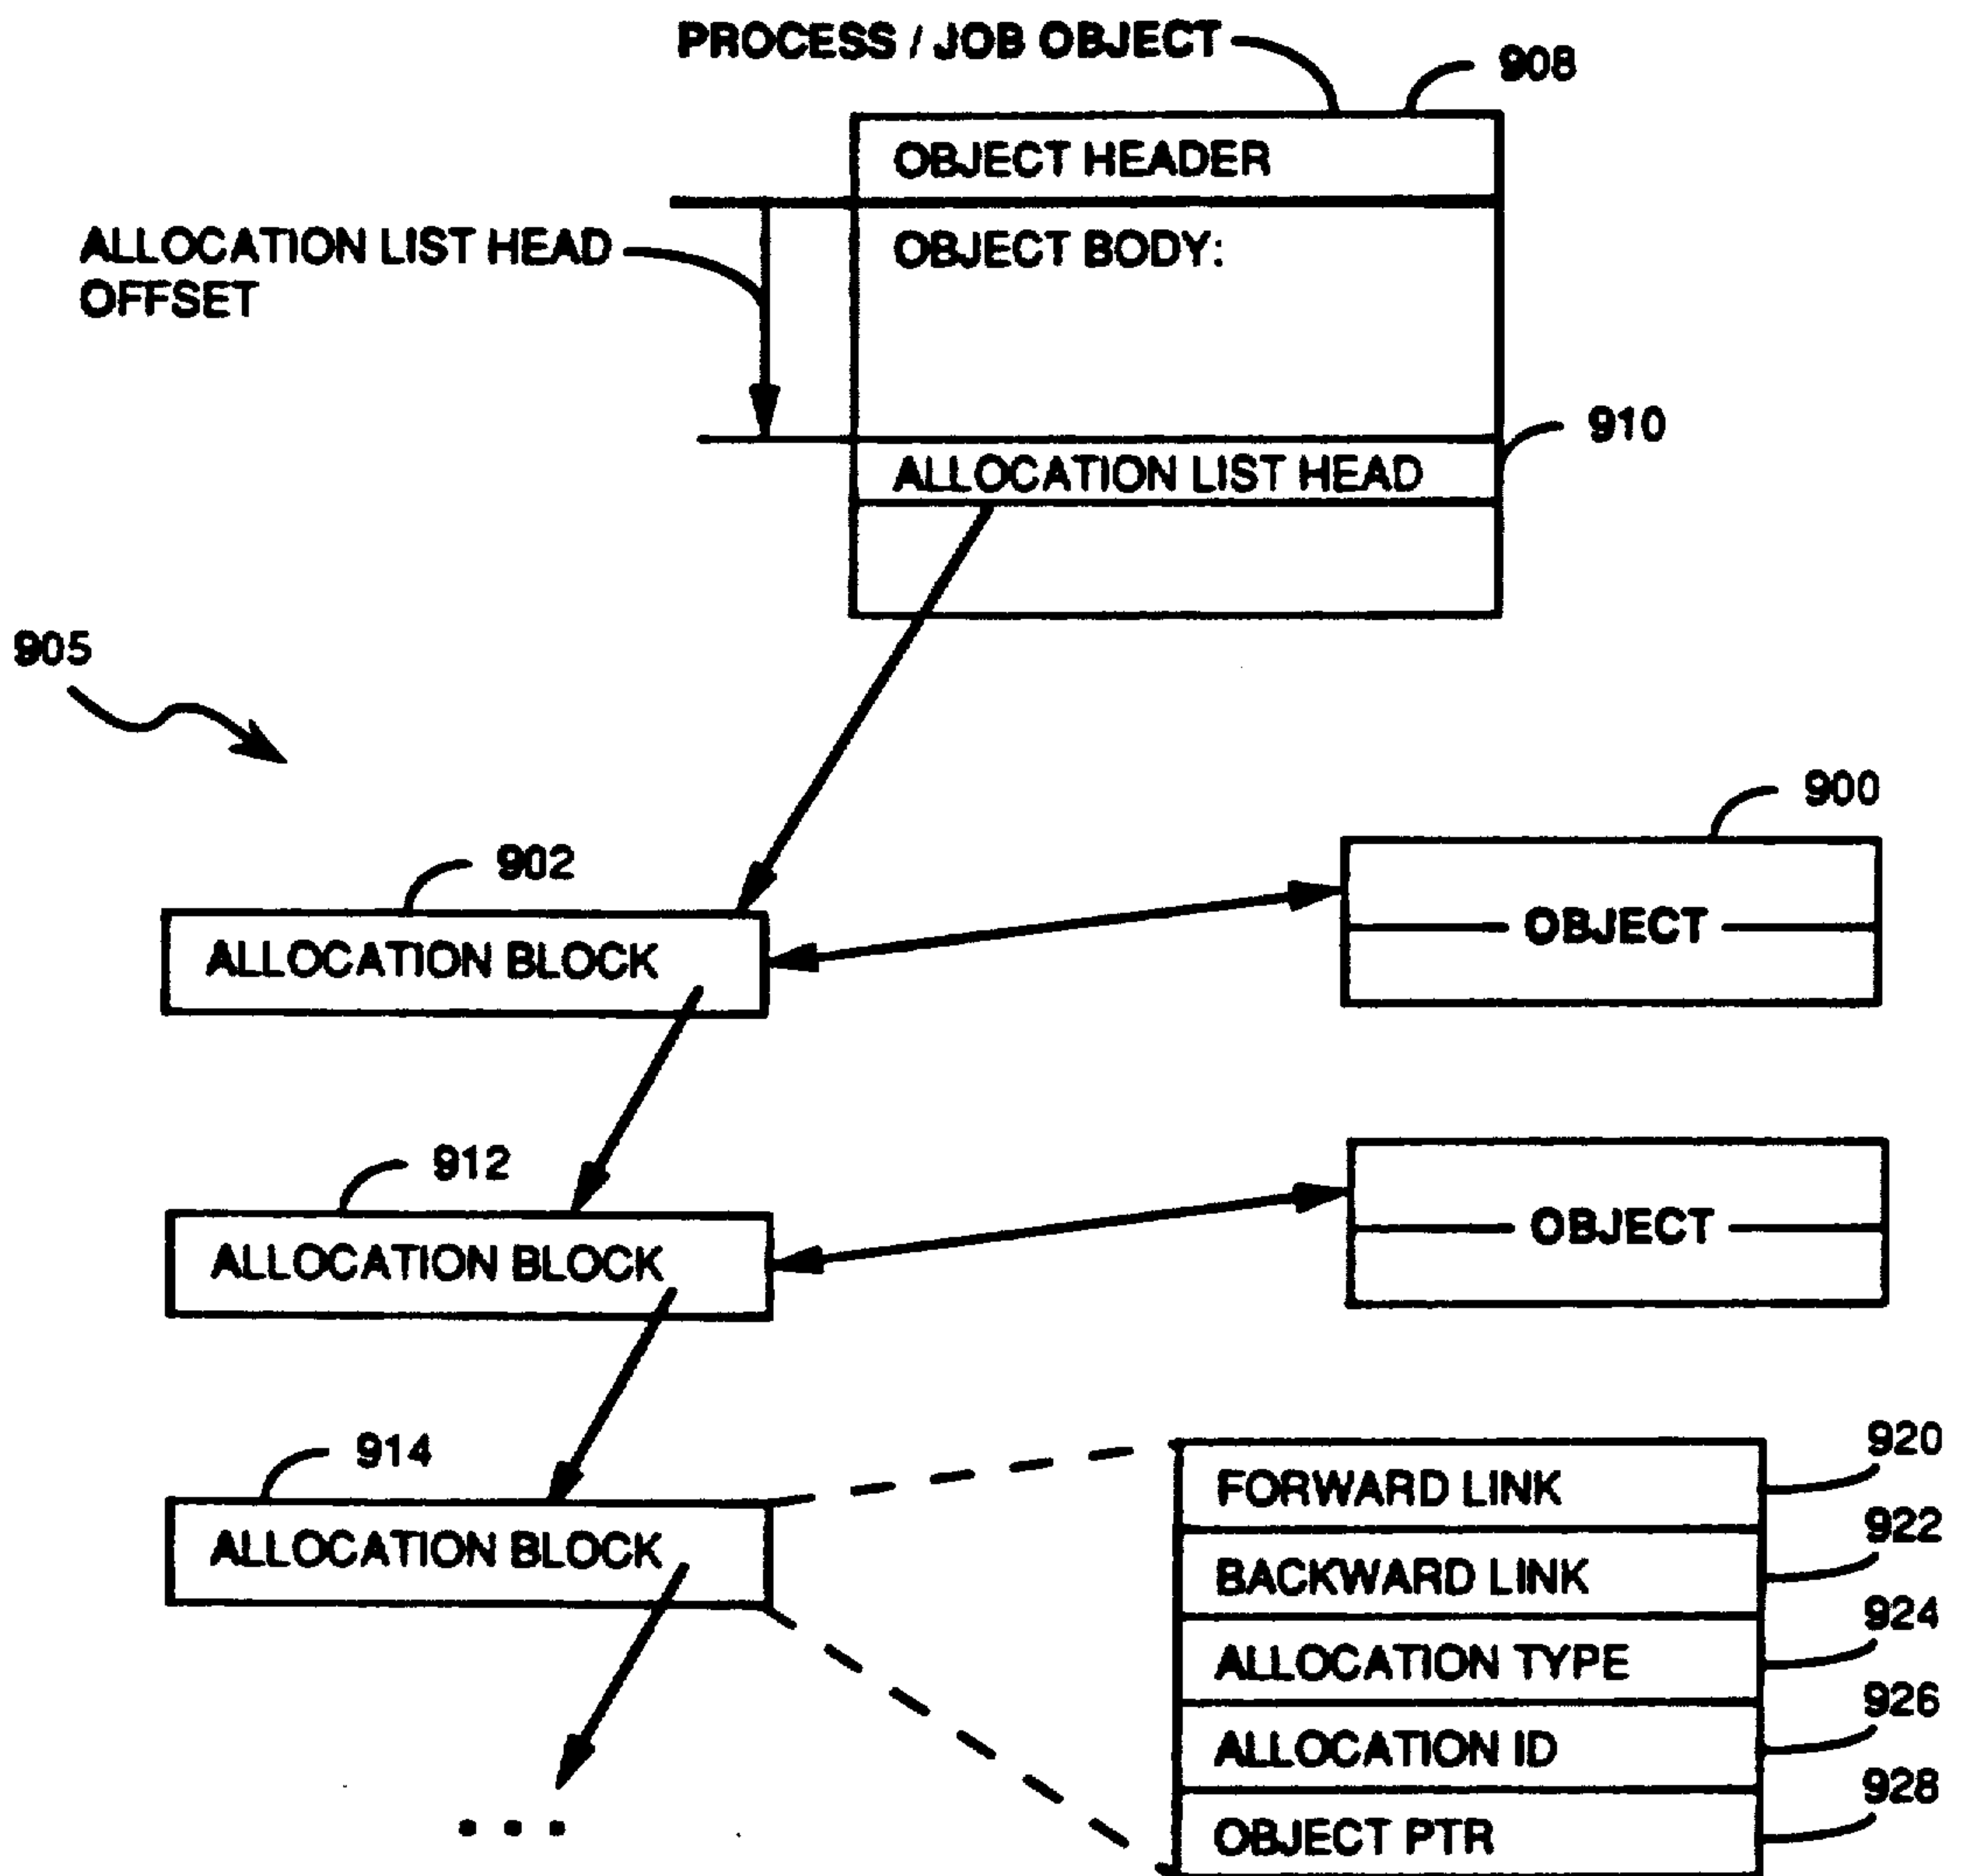 PROCESS / JOB OBJECT
908
OBJECT HEADER
ALLOCATION LIST HEAD
OFFSET
OBJECT BODY:
910
ALLOCATION LIST HEAD
905
900
902
OBJECT
ALLOCATION BLOCK
912
OBJECT
ALLOCATION BLOCK
914
920
FORWARD LINK
922
ALLOCATION BLOCK
BACKWARD LINK
924
ALLOCATION TYPE
926
ALLOCATION ID
928
OBJECT PTR
...